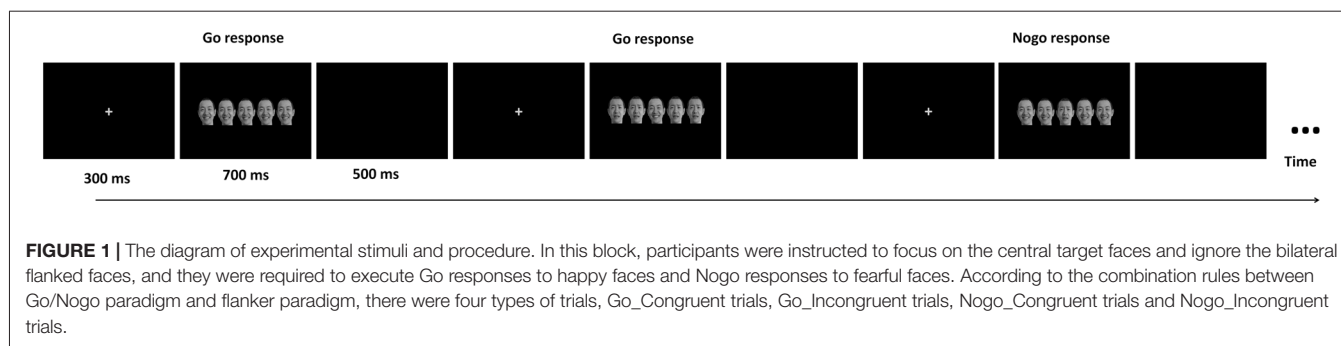 Go response Go response Nogo response
+ + +
...
300 ms 700 ms 500 ms Time
FIGURE 1 | The diagram of experimental stimuli and procedure. In this block, participants were instructed to focus on the central target faces and ignore the bilateral
flanked faces, and they were required to execute Go responses to happy faces and Nogo responses to fearful faces. According to the combination rules between
Go/Nogo paradigm and flanker paradigm, there were four types of trials, Go_Congruent trials, Go_Incongruent trials, Nogo_Congruent trials and Nogo_Incongruent
trials.